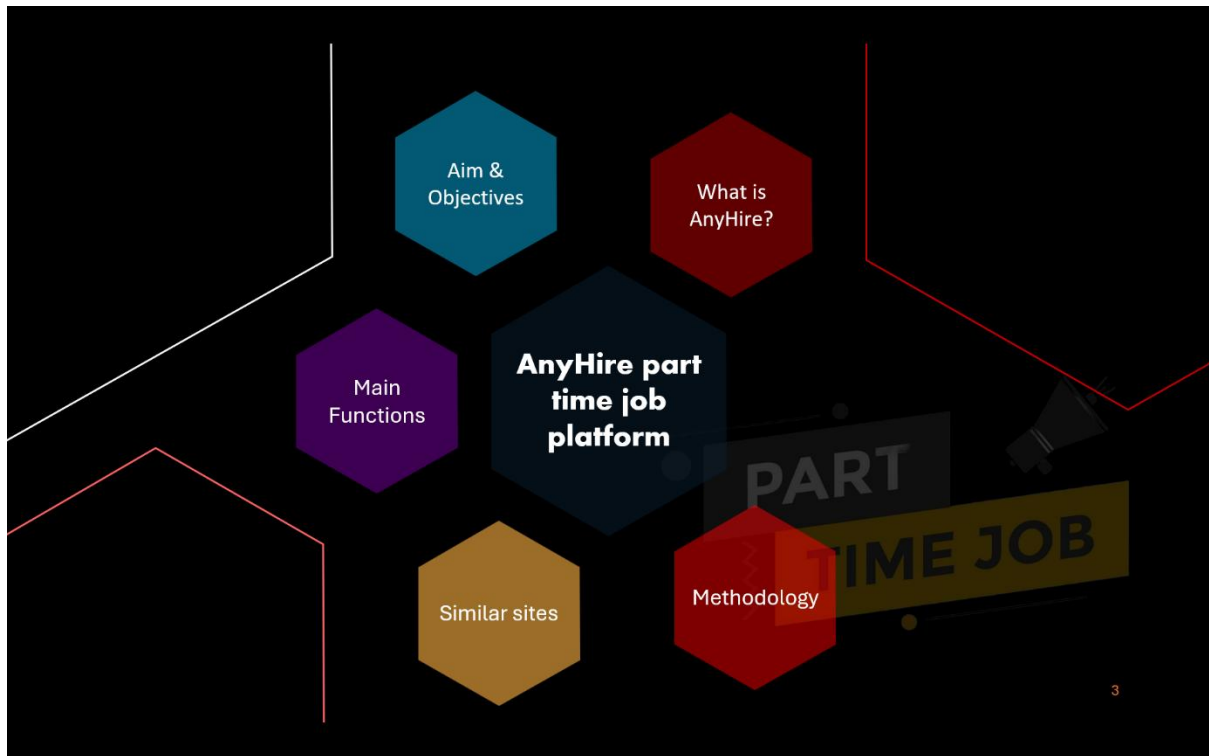 Aim &
Objectives
What is
AnyHire?
AnyHire part
time job
platform
Main
Functions
PART
TIME JOB
Similar sites
Methodology
3